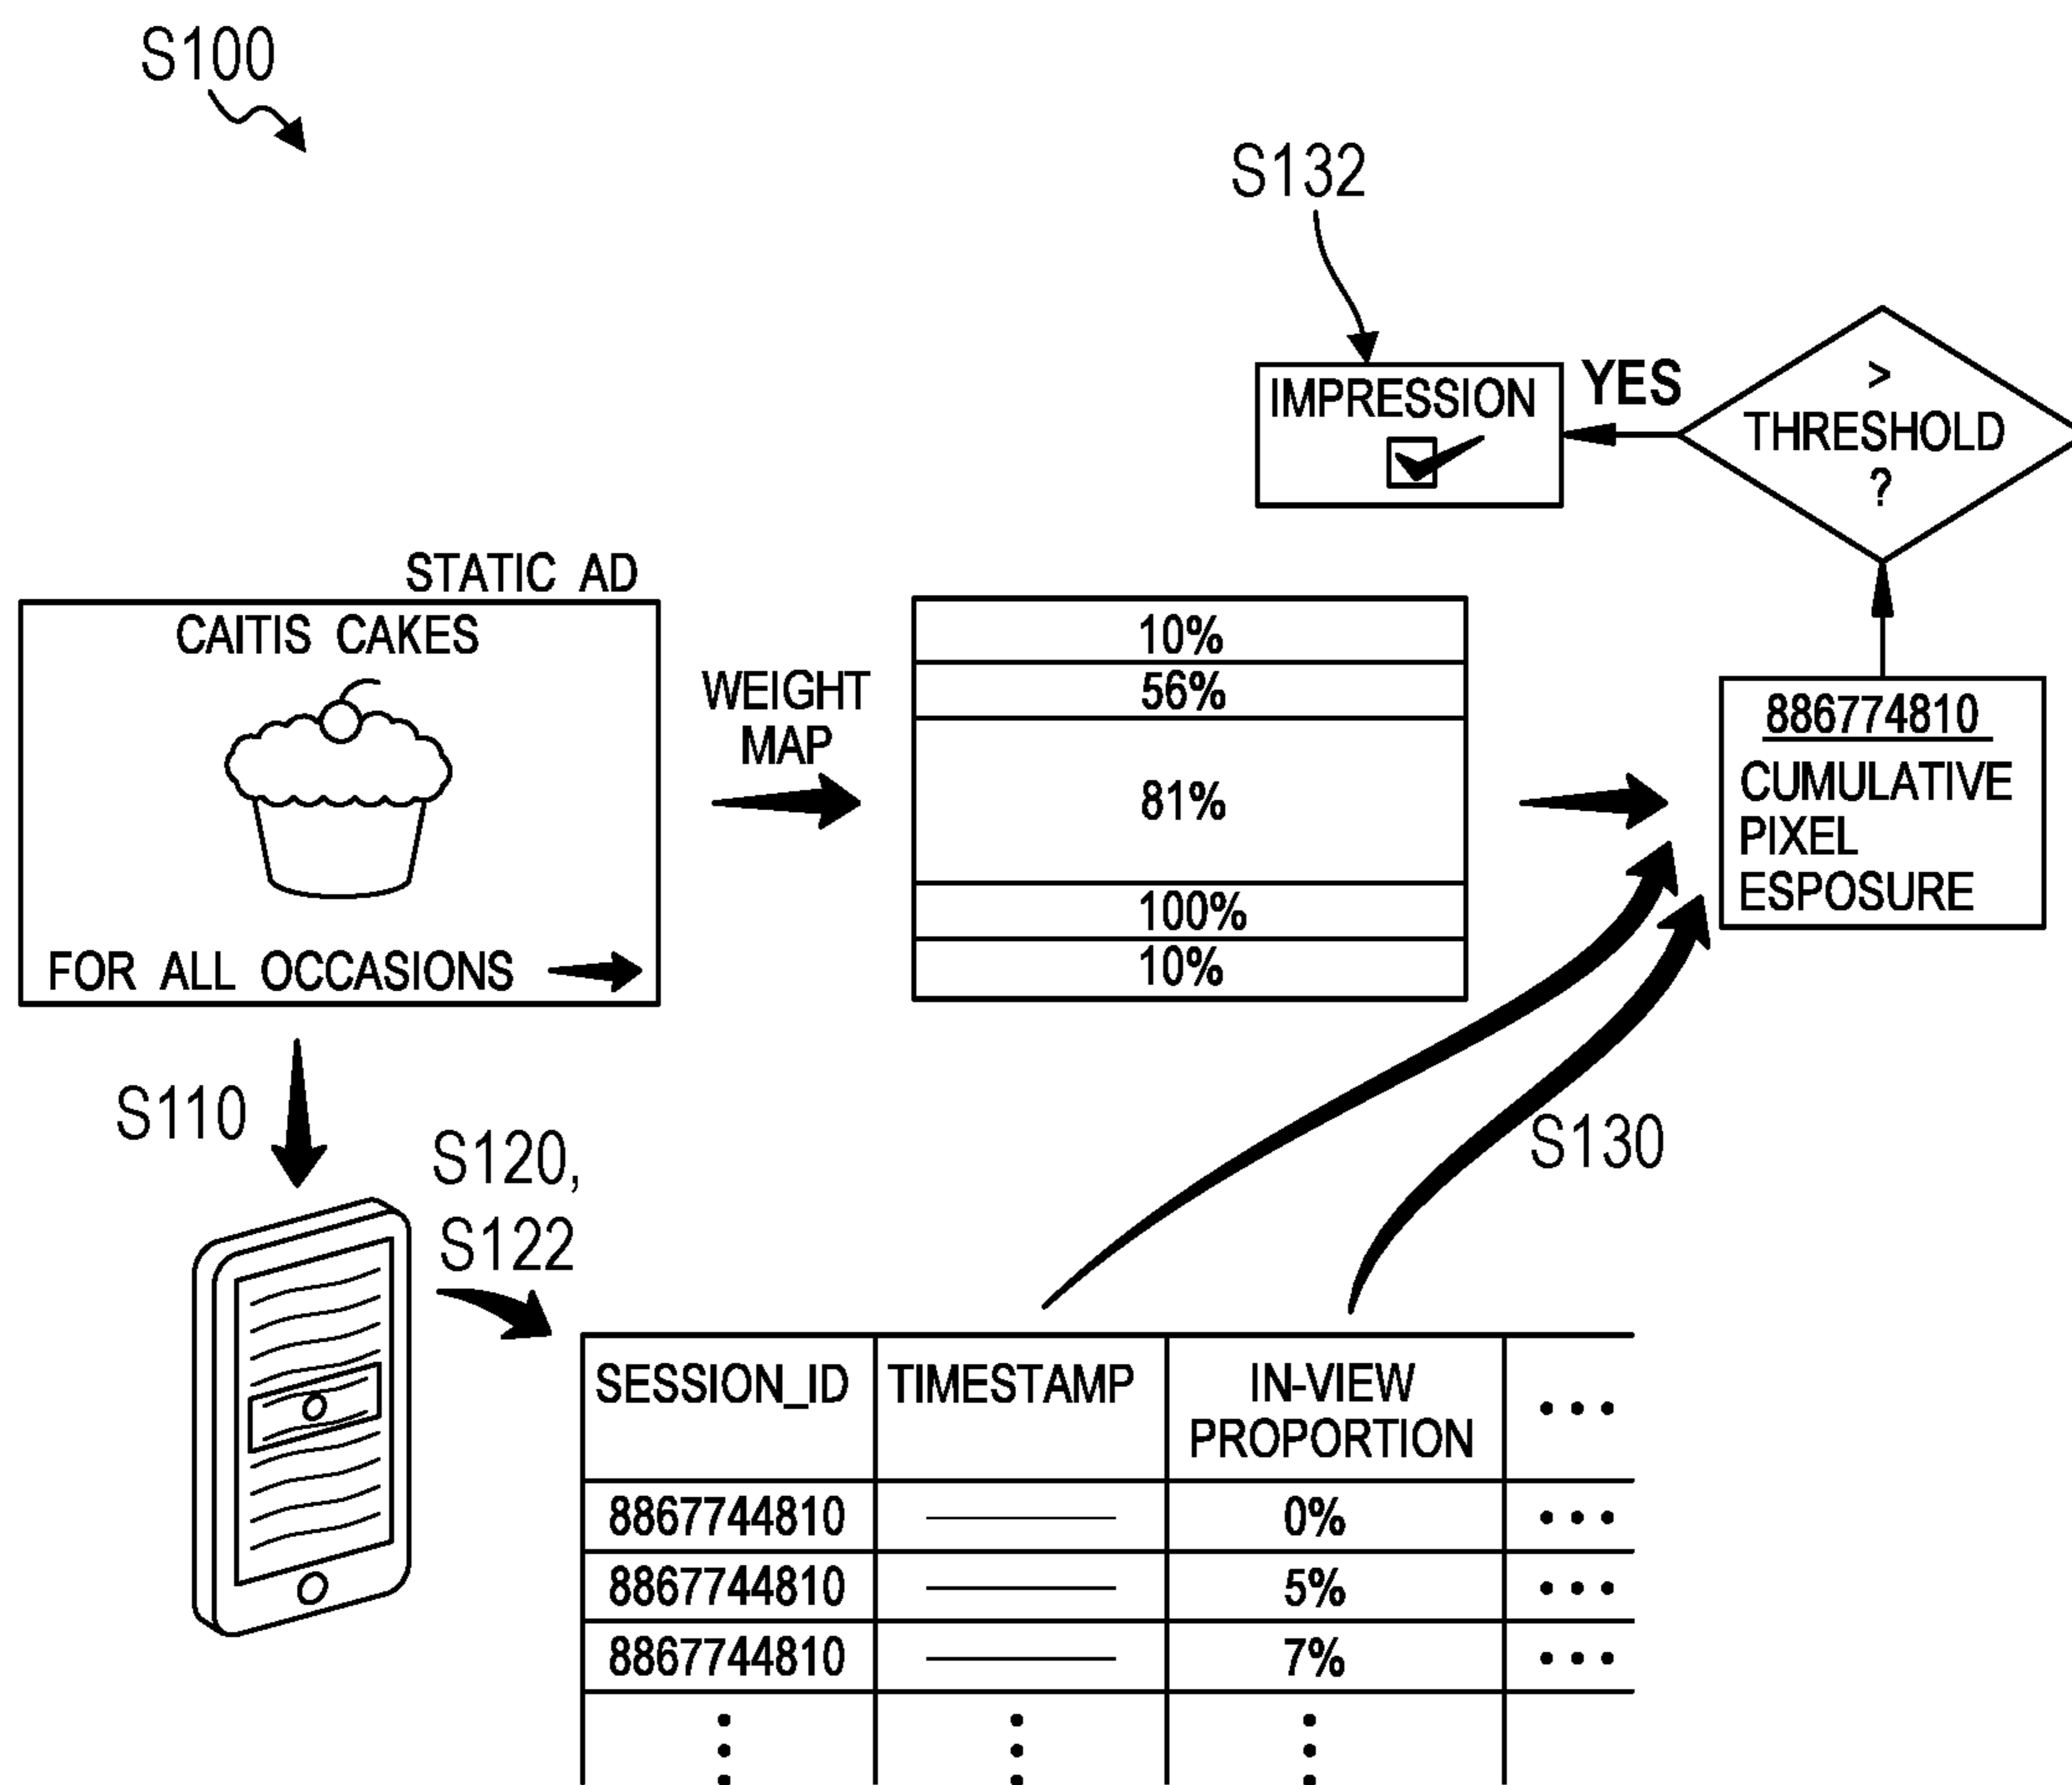 S100
S132
IMPRESSION
YES
>
THRESHOLD
?
STATIC AD
CAITIS CAKES
FOR ALL OCCASIONS
WEIGHT
MAP
10%
56%
81%
100%
10%
886774810
CUMULATIVE
PIXEL
ESPOSURE
S110
S120,
S122
S130
SESSION_ID TIMESTAMP IN-VIEW
PROPORTION •••
8867744810 0% •••
8867744810 5% •••
8867744810 7% •••